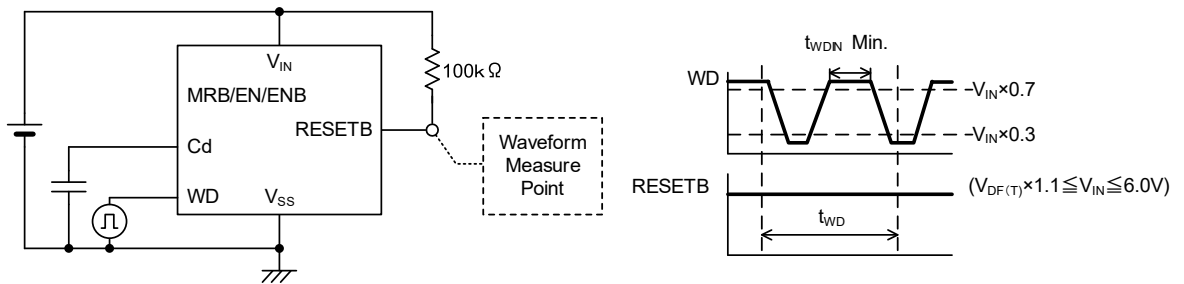 V_IN
MRB/EN/ENB
RESETB
Cd
WD
V_SS
100kΩ
Waveform
Measure
Point
t_WDIN Min.
WD
V_IN×0.7
V_IN×0.3
RESETB
(V_DF(T)×1.1≦V_IN≦6.0V)
t_WD